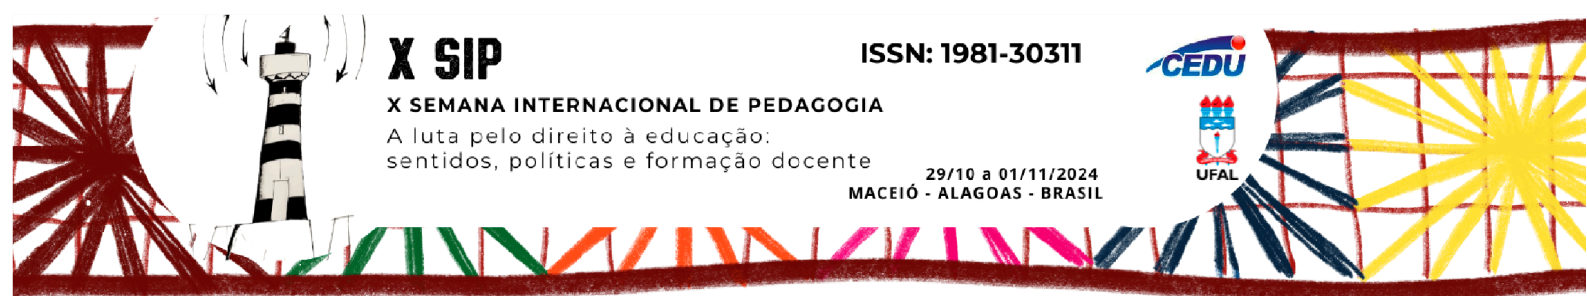 X SIP
X SEMANA INTERNACIONAL DE PEDAGOGIA
A luta pelo direito à educação:
sentidos, políticas e formação docente
ISSN: 1981-30311
29/10 a 01/11/2024
MACEIÓ - ALAGOAS - BRASIL
CEDU
UFAL